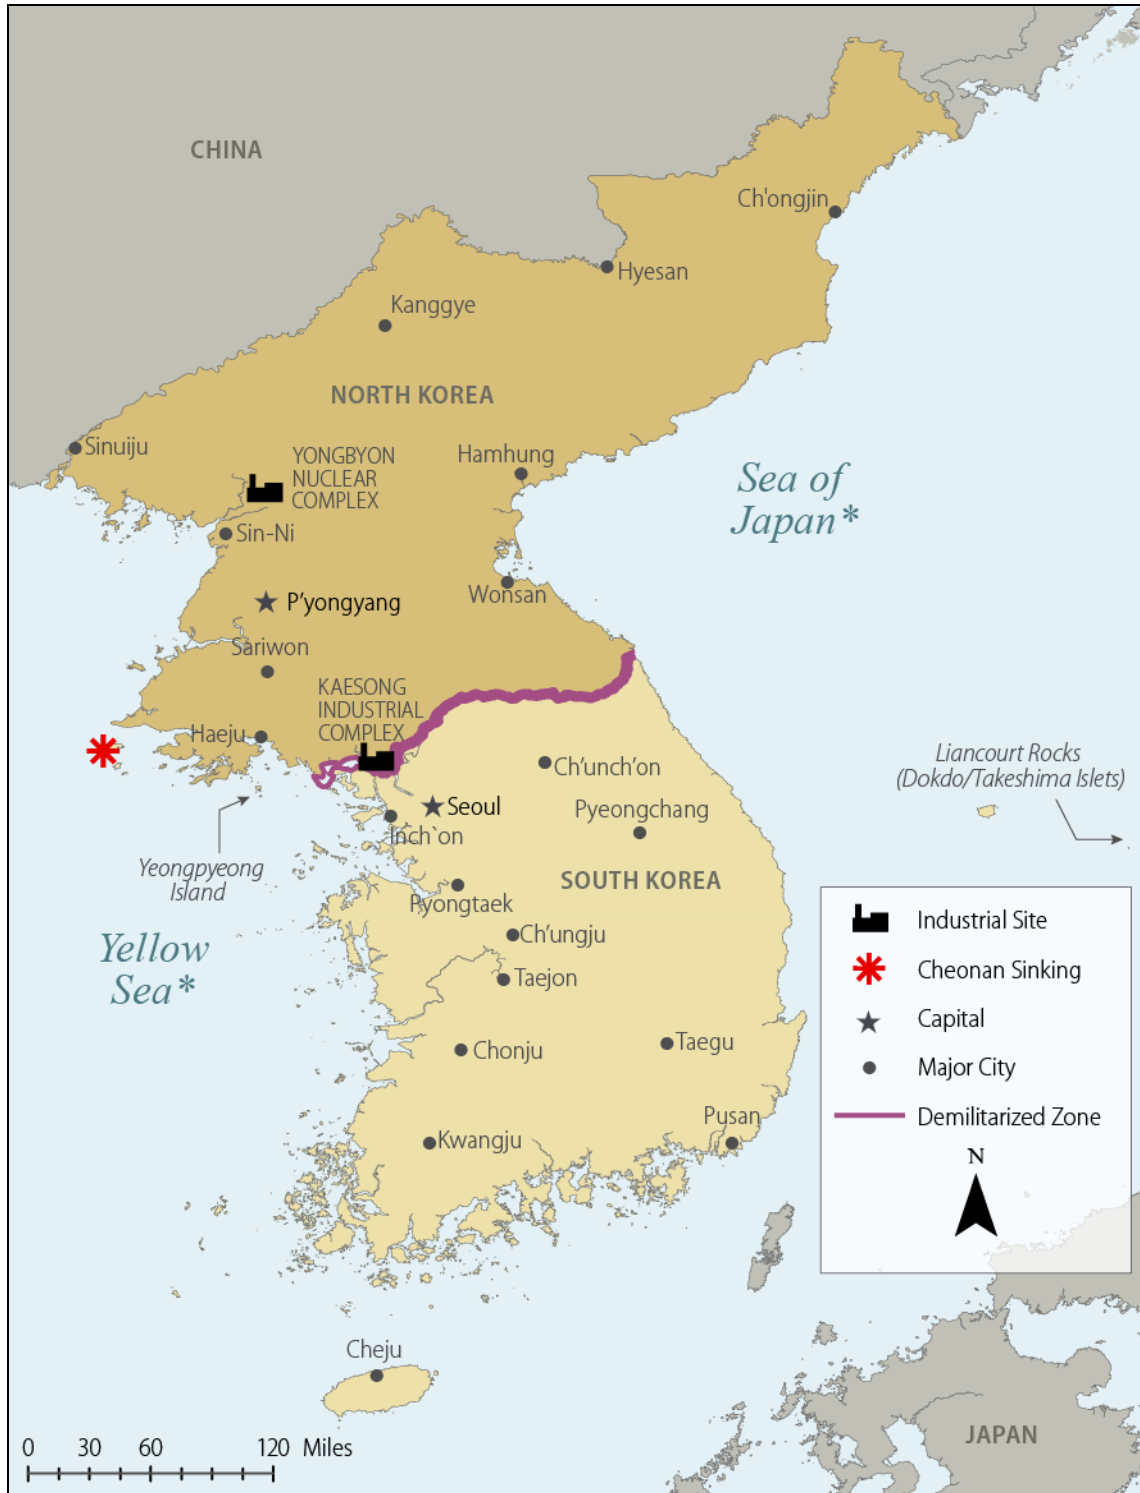 CHINA
Ch'ongjin
Hyesan
Kanggye
NORTH KOREA
Sinuiju
YONGBYON
NUCLEAR
COMPLEX
Hamhung
Sea of
Japan*
Sin-Ni
Wonsan
P'yongyang
Sariwon
KAESONG
INDUSTRIAL
COMPLEX
Haeju
Ch'unch'on
Liancourt Rocks
(Dokdo/Takeshima Islets)
Seoul
Pyeongchang
Inch`on
Yeongpyeong
Island
SOUTH KOREA
Pyongtaek
Yellow
Sea*
Ch'ungju
Taejon
Chonju
Taegu
Pusan
Kwangju
Industrial Site
Cheonan Sinking
Capital
Major City
Demilitarized Zone
N
Cheju
JAPAN
0 30 60 120 Miles